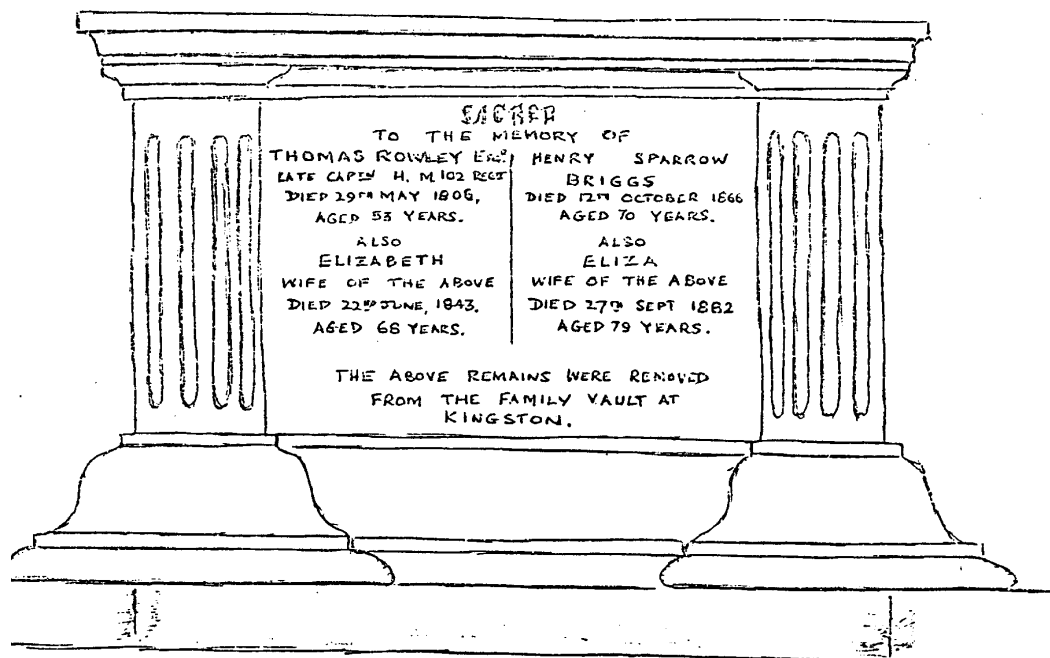 SACRED
TO THE MEMORY OF
THOMAS ROWLEY ESQR,
LATE CAPTN H. M. 102 REGT
DIED 29TH MAY 1806,
AGED 53 YEARS.
ALSO
ELIZABETH
WIFE OF THE ABOVE
DIED 22ND JUNE, 1843.
AGED 68 YEARS.
HENRY SPARROW
BRIGGS
DIED 12TH OCTOBER 1866
AGED 70 YEARS.
ALSO
ELIZA
WIFE OF THE ABOVE
DIED 27TH SEPT 1882
AGED 79 YEARS.
THE ABOVE REMAINS WERE REMOVED
FROM THE FAMILY VAULT AT
KINGSTON.